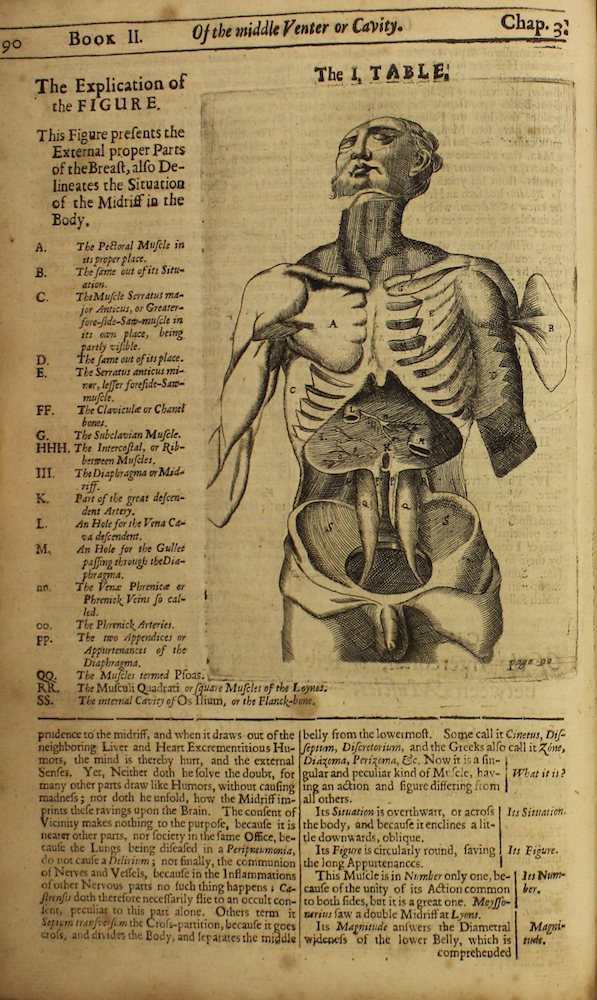 90 BOOK II. Of the middle Venter or Cavity. Chap. 3.
The I. TABLE.
The Explication of
the FIGURE.
This Figure preſents the
External proper Parts
of the Breaſt, alſo De-
lineates the Situation
of the Midriff in the
Body.
A. The Pectoral Muſcle in
its proper place.
B. The ſame out of its Situ-
ation.
C. The Muſcle Serratus ma-
jor Anticus, or Greater-
fore-ſide-Saw-muſcle in
its own place, being
partly viſible.
D. The ſame out of its place.
E. The Serratus anticus mi-
nor, leſſer foreſide-Saw-
muſcle.
FF. The Claviculæ or Chanel
bones.
G. The Subclavian Muſcle.
HHH. The Intercoſtal, or Rib-
between Muſcles.
III. The Diaphragma or Mid-
riff.
K. Part of the great deſcen-
dent Artery.
L. An Hole for the Vena Ca-
va deſcendent.
M. An Hole for the Gullet
paſſing through the Dia-
phragma.
nn. The Venæ Phrenicæ or
Phrenick Veins ſo cal-
led.
oo. The Phrenick Arteries.
pp. The two Appendices or
Appurtenances of the
Diaphragma.
QQ. The Muſcles termed Pſoas.
RR. The Muſculi Quadrati or ſquare Muſcles of the Loynes.
SS. The internal Cavity of Os Ilium, or the Flanck-bone.
A
B
C
D
E
G
K
Q
Q
S
S
page 90
prudence to the midriff, and when it draws out of the
neighboring Liver and Heart Excrementitious Hu-
mors, the mind is thereby hurt, and the external
Senſes. Yet, Neither doth he ſolve the doubt, for
many other parts draw like Humors, without cauſing
madneſs; nor doth he unfold, how the Midriff im-
prints theſe ravings upon the Brain. The conſent of
Vicinity makes nothing to the purpoſe, becauſe it is
nearer other parts, nor ſociety in the ſame Office, be-
cauſe the Lungs being diſeaſed in a Peripneumonia,
do not cauſe a Delirium; nor finally, the communion
of Nerves and Veſſels, becauſe in the Inflammations
of other Nervous parts no ſuch thing happens: Ca-
ſtrenſis doth therefore neceſſarily flie to an occult con-
ſent, peculiar to this part alone. Others term it
Septum tranſverſum the Croſs-partition, becauſe it goes
croſs, and divides the Body, and ſeparates the middle
belly from the lowermoſt. Some call it Cinctus, Diſ-
ſeptum, Diſcretorium, and the Greeks alſo call it Zóne,
Diázoma, Perizoma, &c. Now it is a ſin-
gular and peculiar kind of Muſcle, hav-
ing an action and figure differing from
all others.
What it is?
Its Situation is overthwart, or acroſs
the body, and becauſe it enclines a lit-
tle downwards, oblique.
Its Situation.
Its Figure is circularly round, ſaving
the long Appurtenances.
Its Figure.
This Muſcle is in Number only one, be-
cauſe of the unity of its Action common
to both ſides, but it is a great one. Meyſſo-
nerius ſaw a double Midriff at Lyons.
Its Num-
ber.
Its Magnitude anſwers the Diametral
wideneſs of the lower Belly, which is
comprehended
Magni-
tude.